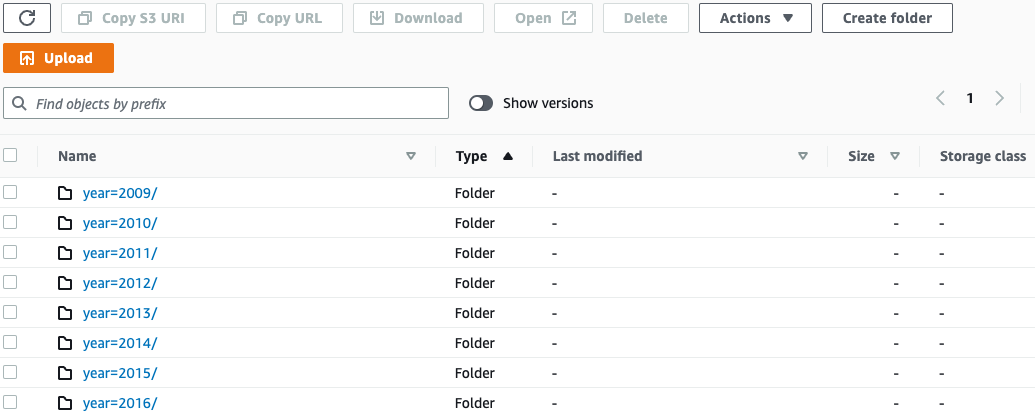 Copy S3 URI Copy URL Download Open Delete Actions Create folder
Upload
Find objects by prefix Show versions 1
Name Type Last modified Size Storage class
year=2009/ Folder - - -
year=2010/ Folder - - -
year=2011/ Folder - - -
year=2012/ Folder - - -
year=2013/ Folder - - -
year=2014/ Folder - - -
year=2015/ Folder - - -
year=2016/ Folder - - -